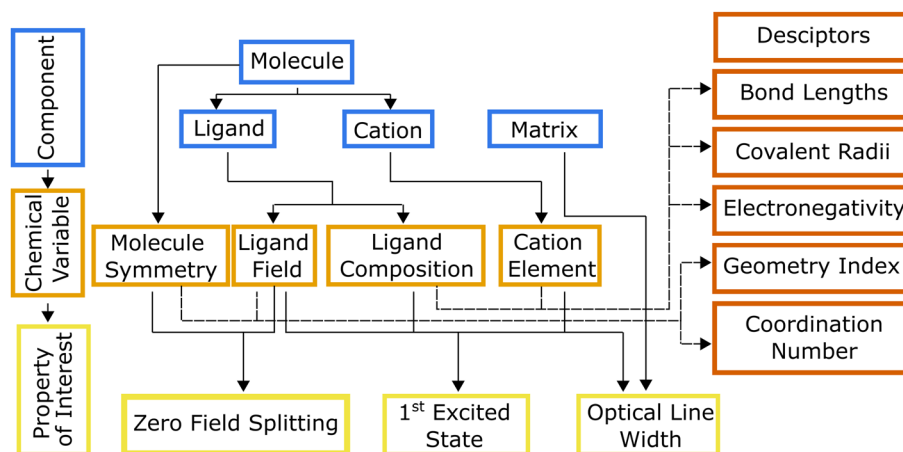 Component
Chemical
Variable
Property
of Interest
Molecule
Ligand
Cation
Matrix
Molecule
Symmetry
Ligand
Field
Ligand
Composition
Cation
Element
Zero Field Splitting
1st Excited
State
Optical Line
Width
Desciptors
Bond Lengths
Covalent Radii
Electronegativity
Geometry Index
Coordination
Number